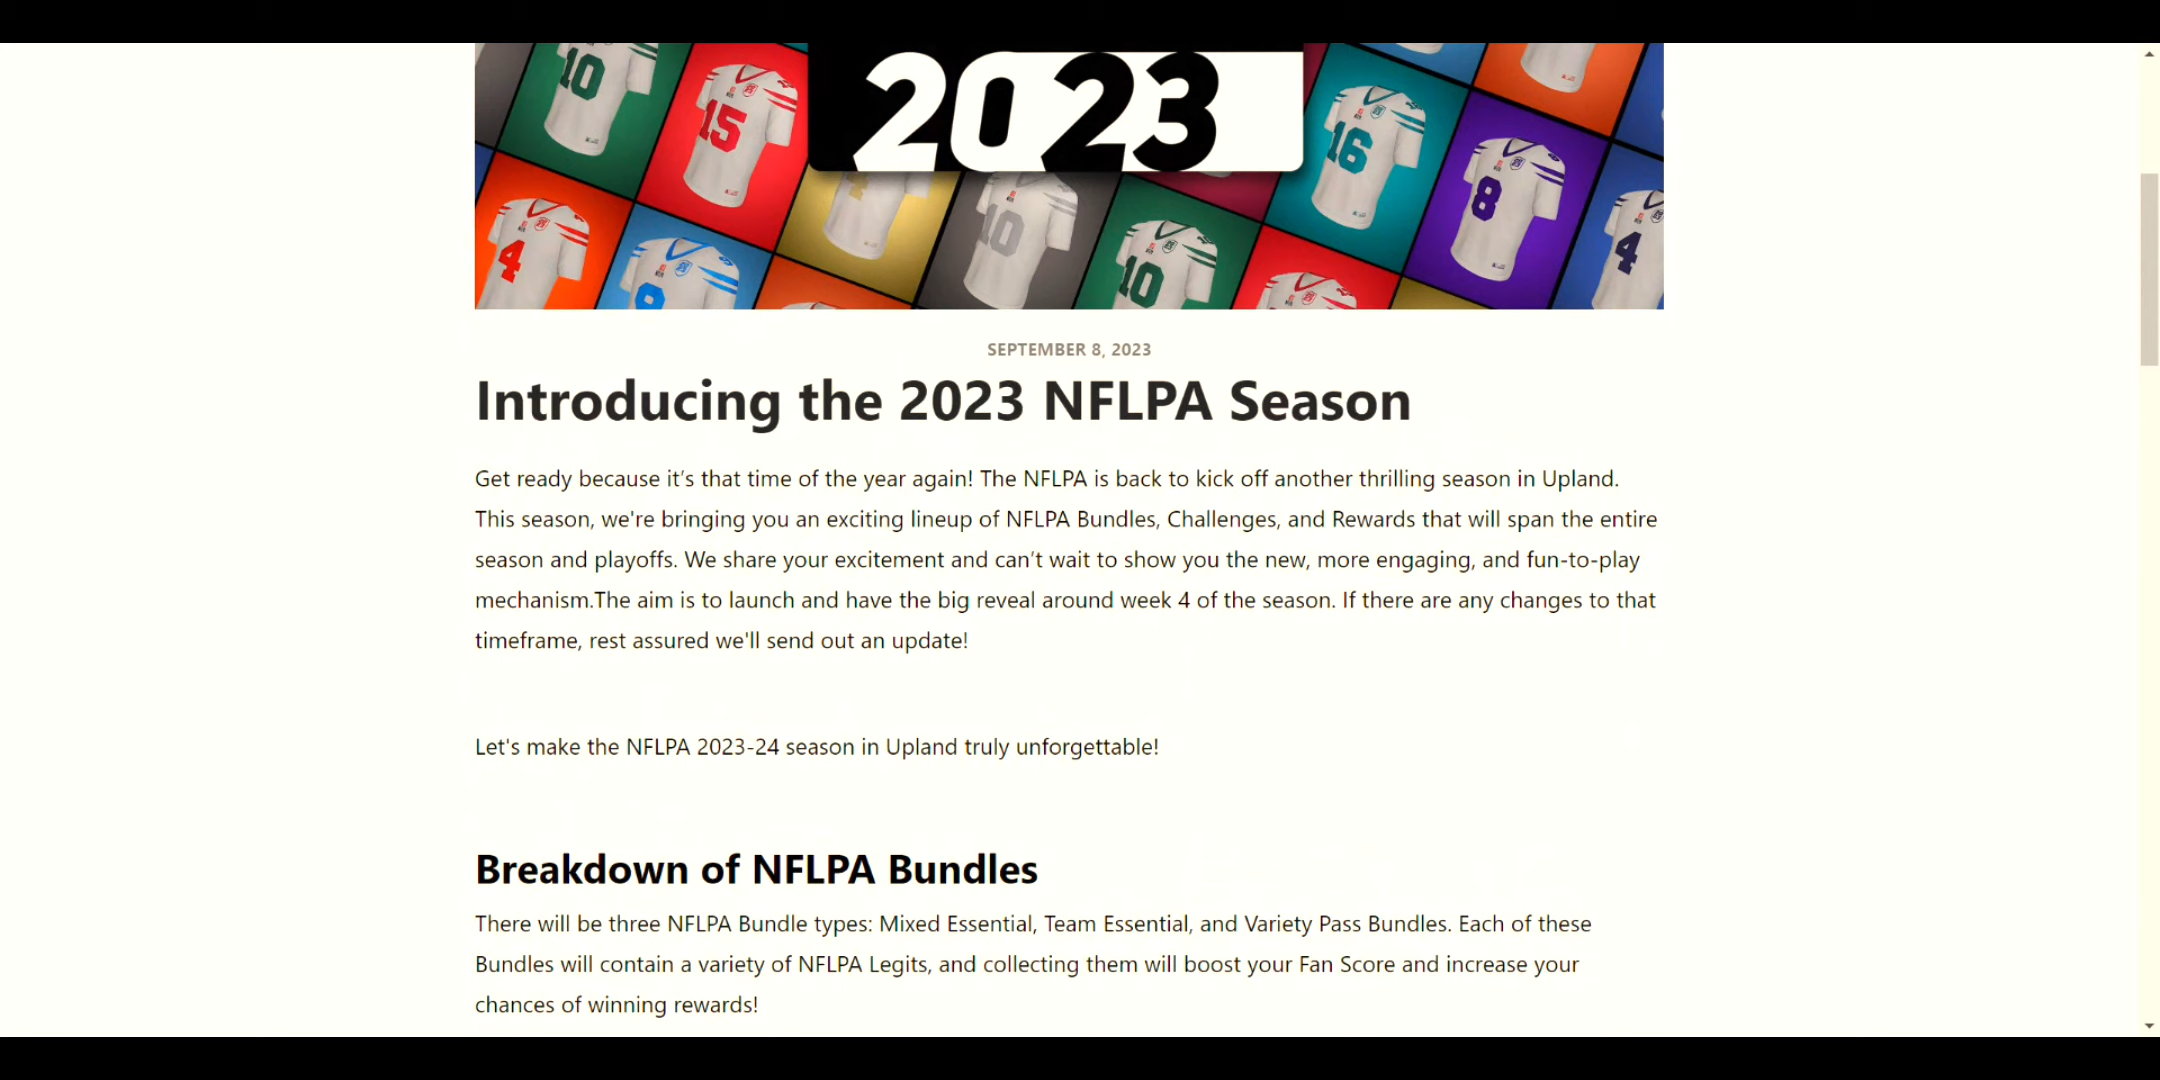 2023
10
15
16
8
4
10
10
4
SEPTEMBER 8, 2023
Introducing the 2023 NFLPA Season
Get ready because it’s that time of the year again! The NFLPA is back to kick off another thrilling season in Upland.
This season, we're bringing you an exciting lineup of NFLPA Bundles, Challenges, and Rewards that will span the entire
season and playoffs. We share your excitement and can’t wait to show you the new, more engaging, and fun-to-play
mechanism.The aim is to launch and have the big reveal around week 4 of the season. If there are any changes to that
timeframe, rest assured we'll send out an update!
Let's make the NFLPA 2023-24 season in Upland truly unforgettable!
Breakdown of NFLPA Bundles
There will be three NFLPA Bundle types: Mixed Essential, Team Essential, and Variety Pass Bundles. Each of these
Bundles will contain a variety of NFLPA Legits, and collecting them will boost your Fan Score and increase your
chances of winning rewards!